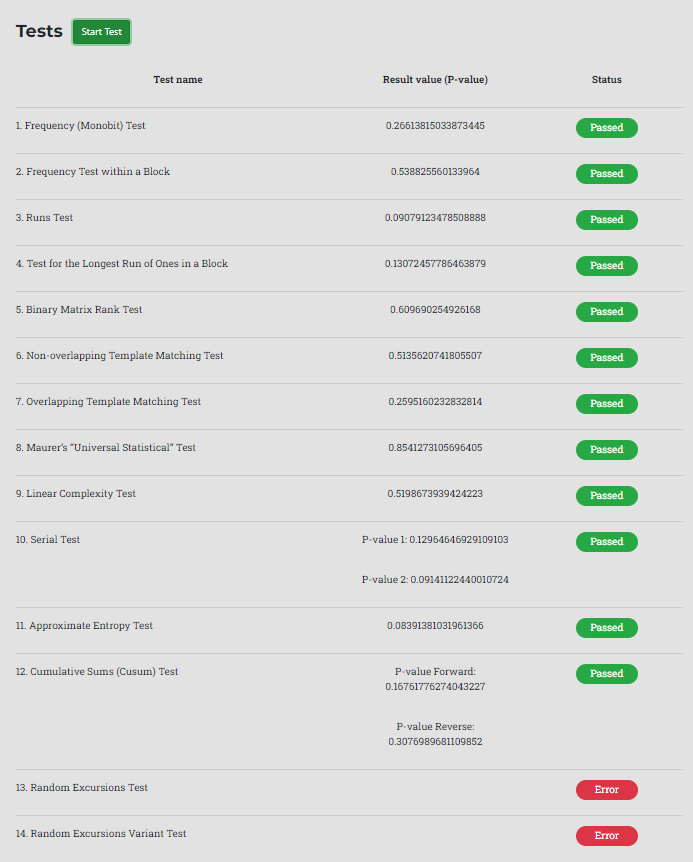 Tests Start Test
Test name Result value (P-value) Status
1. Frequency (Monobit) Test 0.26613815033873445 Passed
2. Frequency Test within a Block 0.538825560133964 Passed
3. Runs Test 0.09079123478508888 Passed
4. Test for the Longest Run of Ones in a Block 0.13072457786463879 Passed
5. Binary Matrix Rank Test 0.609690254926168 Passed
6. Non-overlapping Template Matching Test 0.5135620741805507 Passed
7. Overlapping Template Matching Test 0.2595160232832814 Passed
8. Maurer's "Universal Statistical" Test 0.8541273105696405 Passed
9. Linear Complexity Test 0.5198673939424223 Passed
10. Serial Test P-value 1: 0.12964646929109103 Passed
P-value 2: 0.09141122440010724
11. Approximate Entropy Test 0.08391381031961366 Passed
12. Cumulative Sums (Cusum) Test P-value Forward: Passed
0.16761776274043227
P-value Reverse:
0.3076989681109852
13. Random Excursions Test Error
14. Random Excursions Variant Test Error